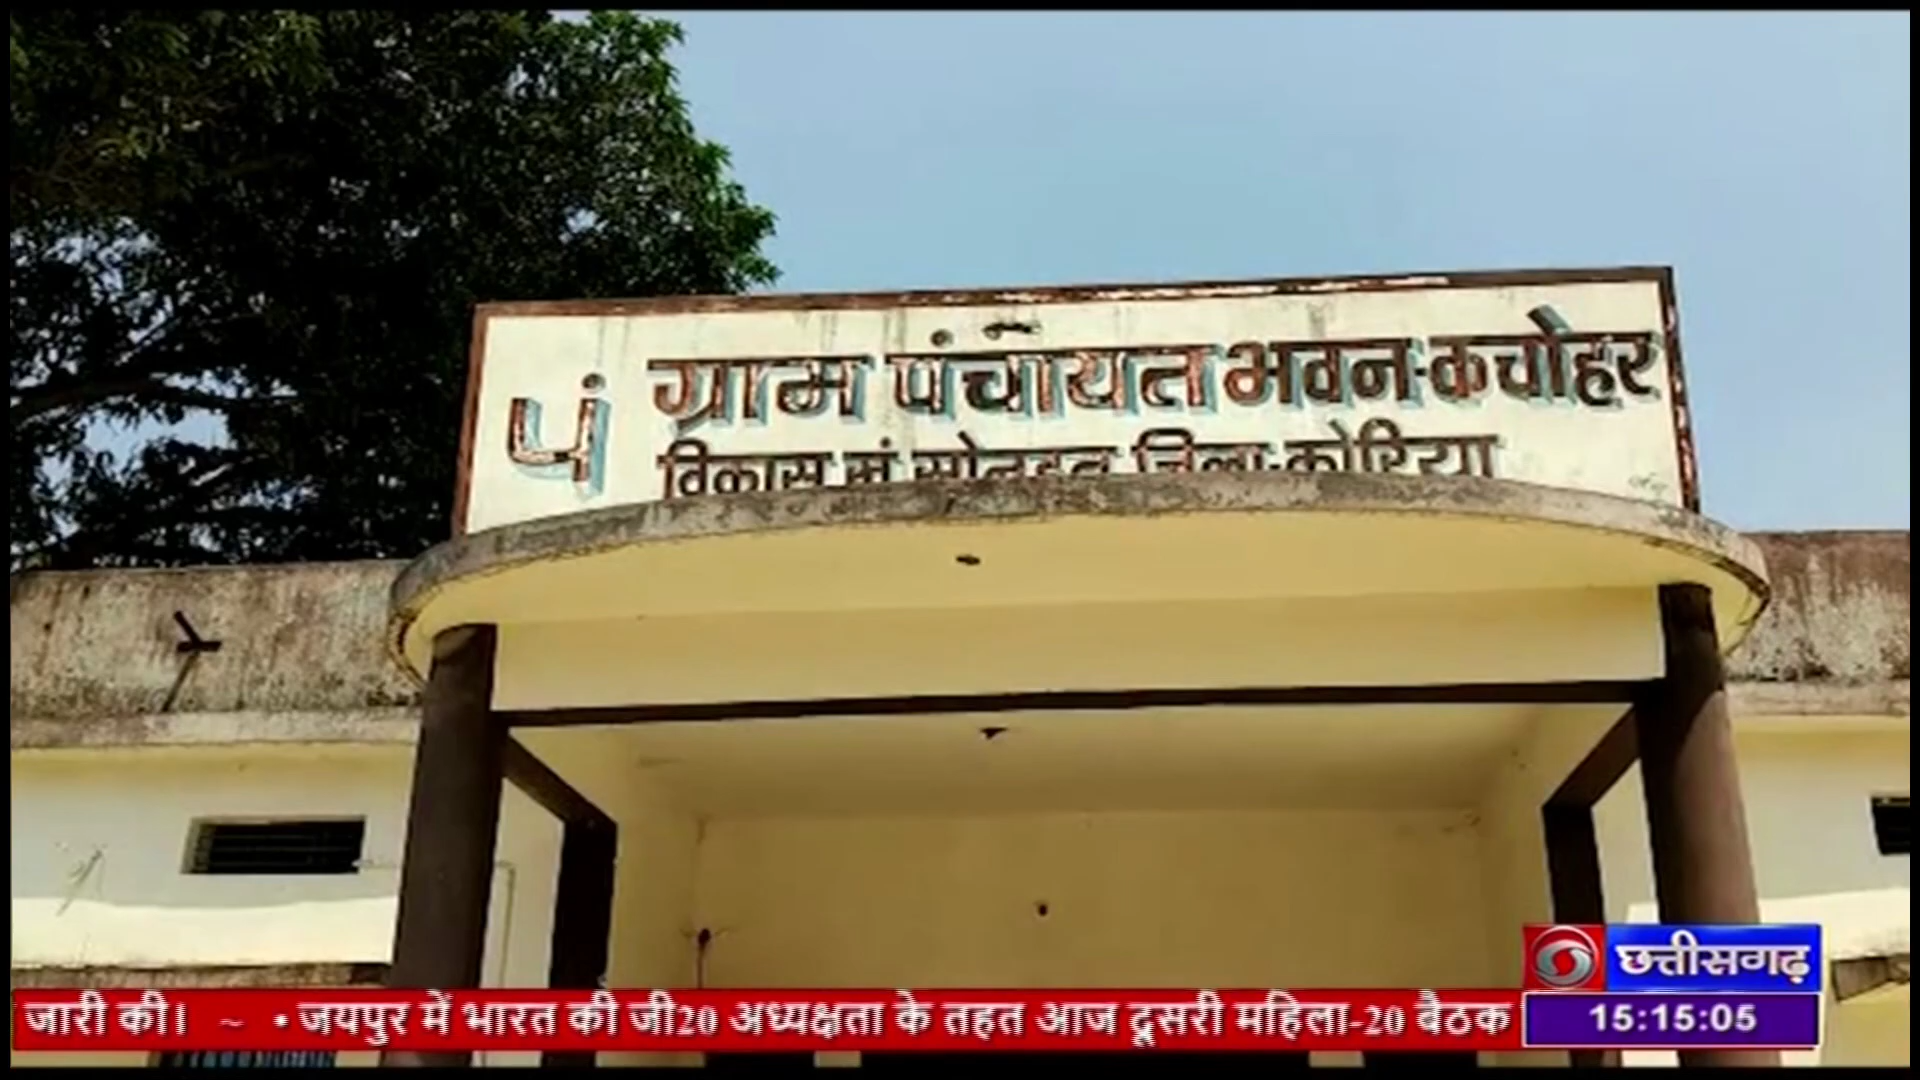 पं
ग्राम पंचायत भवन-कचोहर
विकास खं सोनहत जिला-कोरिया
छत्तीसगढ़
जारी की। ~ • जयपुर में भारत की जी20 अध्यक्षता के तहत आज दूसरी महिला-20 बैठक
15:15:05